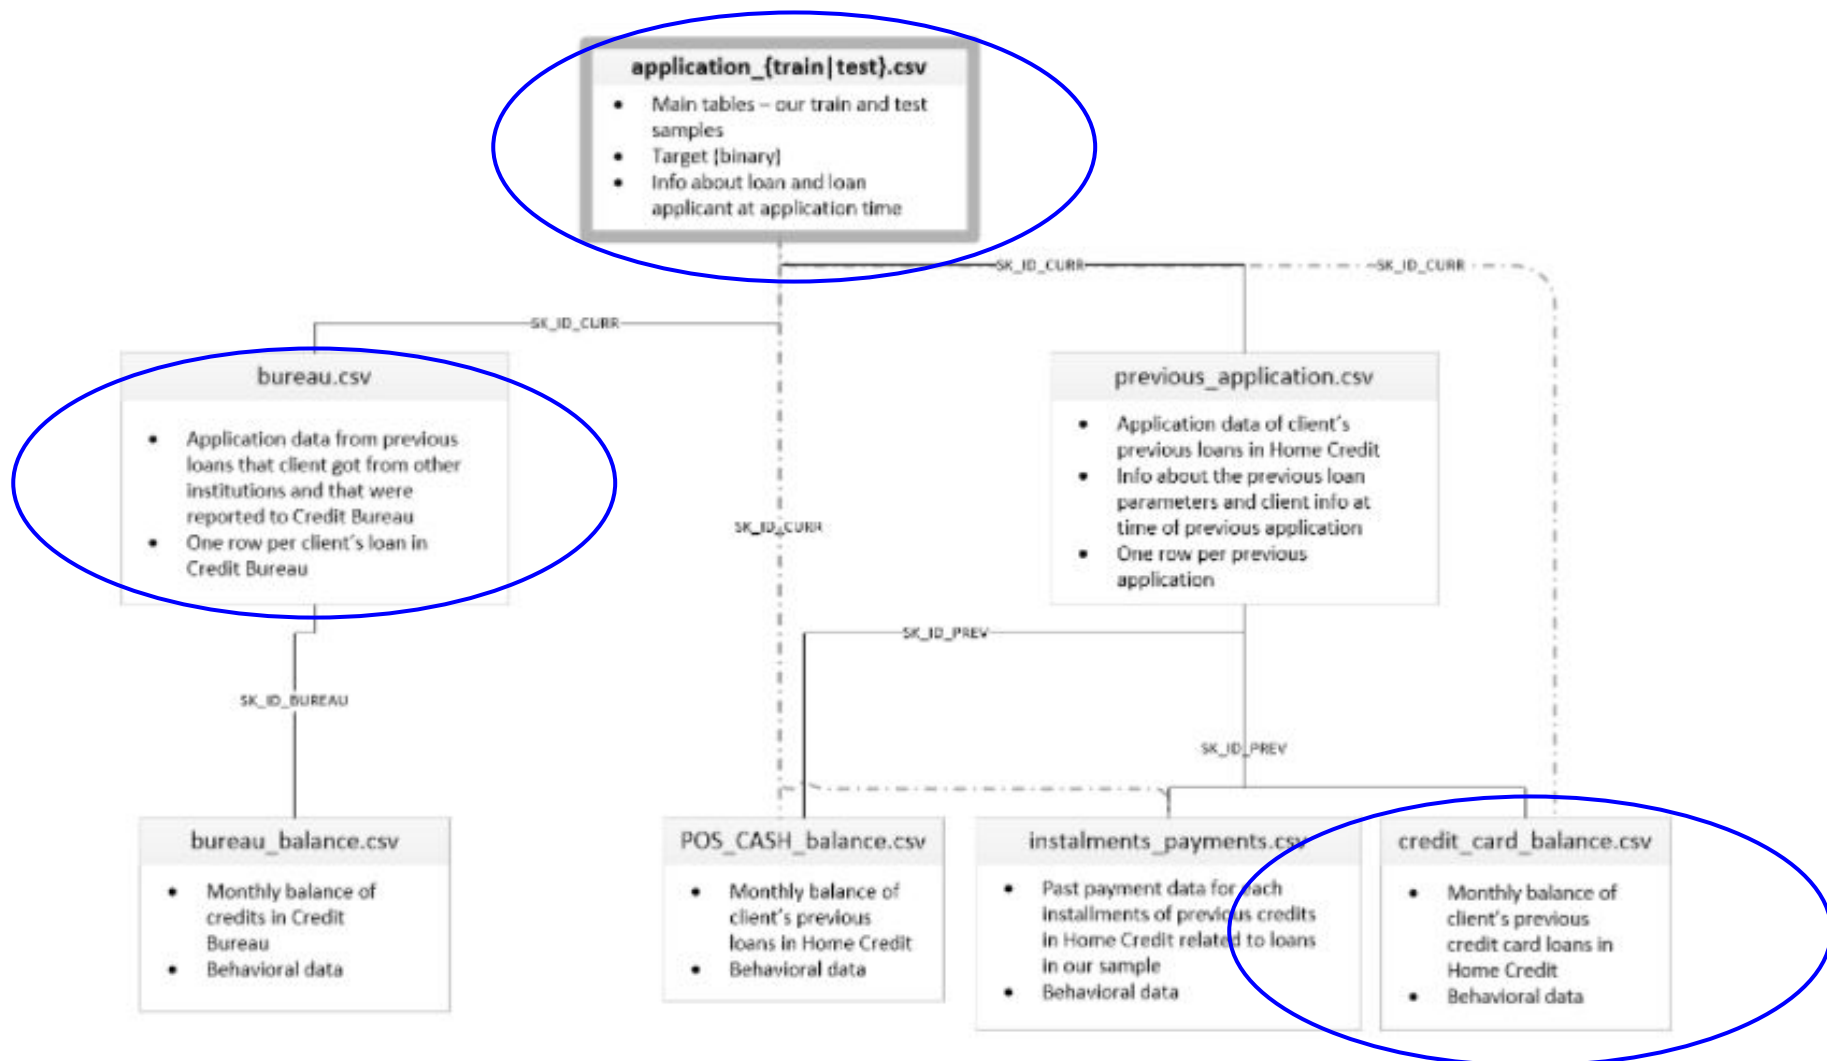 application_{train|test}.csv
• Main tables – our train and test
samples
• Target (binary)
• Info about loan and loan
applicant at application time
SK_ID_CURR
SK_ID_CURR
SK_ID_CURR
bureau.csv
• Application data from previous
loans that client got from other
institutions and that were
reported to Credit Bureau
• One row per client's loan in
Credit Bureau
previous_application.csv
• Application data of client's
previous loans in Home Credit
• Info about the previous loan
parameters and client info at
time of previous application
• One row per previous
application
SK_ID_CURR
SK_ID_PREV
SK_ID_BUREAU
SK_ID_PREV
bureau_balance.csv
• Monthly balance of
credits in Credit
Bureau
• Behavioral data
POS_CASH_balance.csv
• Monthly balance of
client's previous
loans in Home Credit
• Behavioral data
instalments_payments.csv
• Past payment data for each
installments of previous credits
in Home Credit related to loans
in our sample
• Behavioral data
credit_card_balance.csv
• Monthly balance of
client's previous
credit card loans in
Home Credit
• Behavioral data